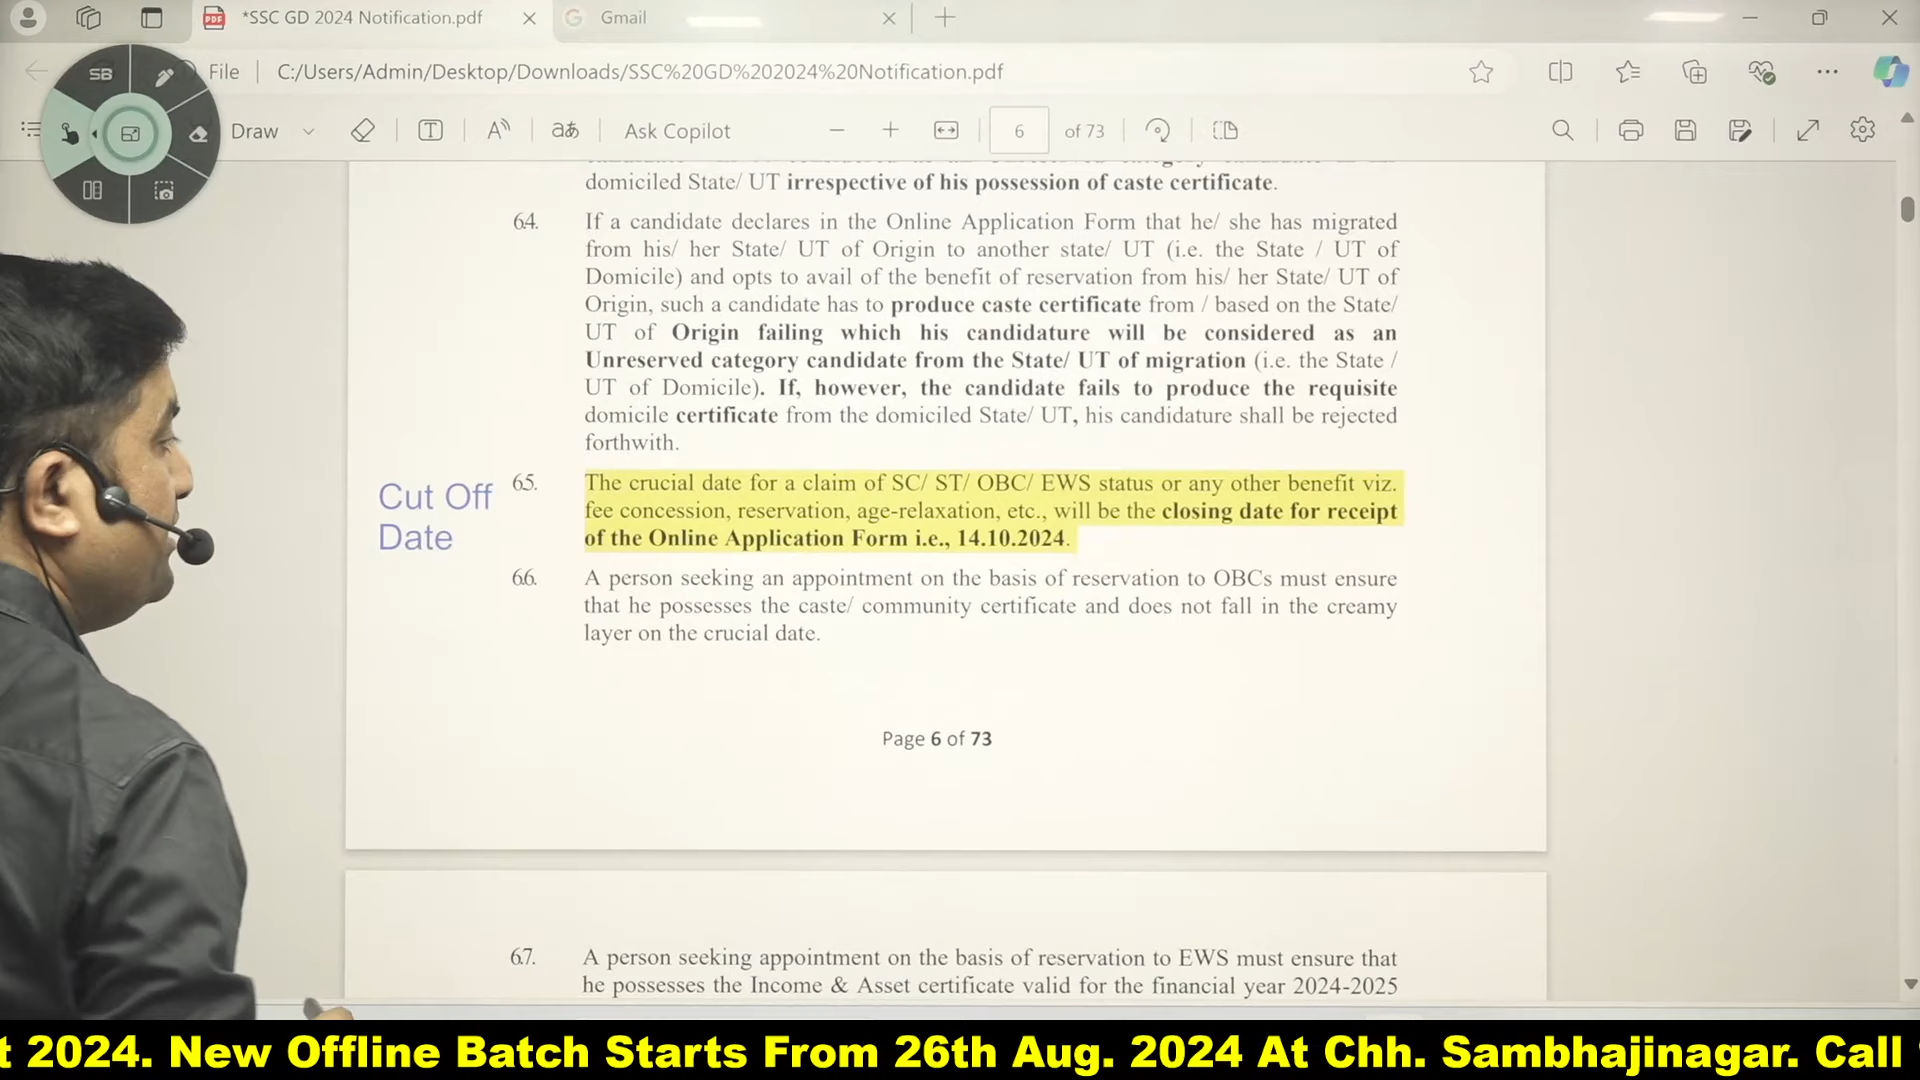 *SSC GD 2024 Notification.pdf
Gmail
File
C:/Users/Admin/Desktop/Downloads/SSC%20GD%202024%20Notification.pdf
SB
Draw
Ask Copilot
6
of 73
domiciled State/ UT irrespective of his possession of caste certificate.
6.4. If a candidate declares in the Online Application Form that he/ she has migrated
from his/ her State/ UT of Origin to another state/ UT (i.e. the State / UT of
Domicile) and opts to avail of the benefit of reservation from his/ her State/ UT of
Origin, such a candidate has to produce caste certificate from / based on the State/
UT of Origin failing which his candidature will be considered as an
Unreserved category candidate from the State/ UT of migration (i.e. the State /
UT of Domicile). If, however, the candidate fails to produce the requisite
domicile certificate from the domiciled State/ UT, his candidature shall be rejected
forthwith.
Cut Off
Date
6.5. The crucial date for a claim of SC/ ST/ OBC/ EWS status or any other benefit viz.
fee concession, reservation, age-relaxation, etc., will be the closing date for receipt
of the Online Application Form i.e., 14.10.2024.
6.6. A person seeking an appointment on the basis of reservation to OBCs must ensure
that he possesses the caste/ community certificate and does not fall in the creamy
layer on the crucial date.
Page 6 of 73
6.7. A person seeking appointment on the basis of reservation to EWS must ensure that
he possesses the Income & Asset certificate valid for the financial year 2024-2025
t 2024. New Offline Batch Starts From 26th Aug. 2024 At Chh. Sambhajinagar. Call